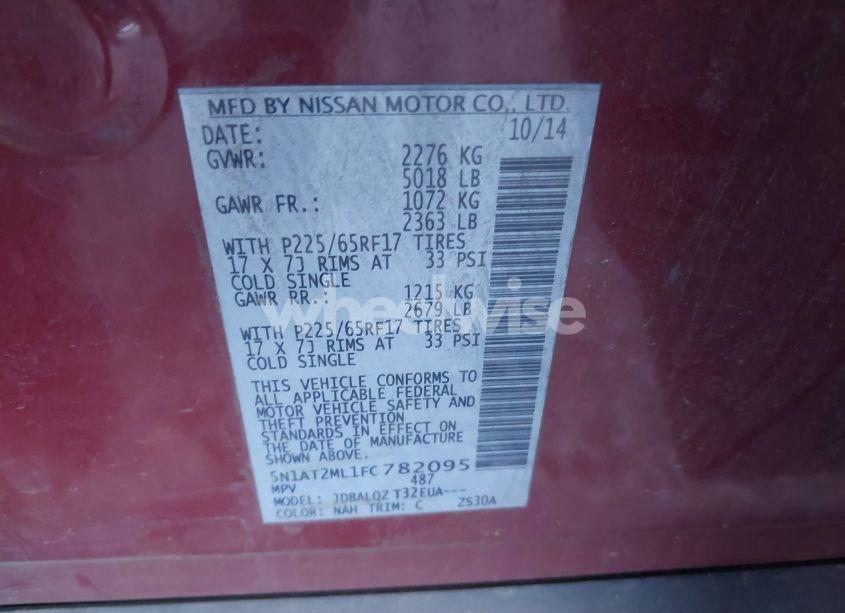 MFD BY NISSAN MOTOR CO., LTD.
DATE: 10/14
GVWR: 2276 KG
5018 LB
GAWR FR.: 1072 KG
2363 LB
WITH P225/65RF17 TIRES
17 X 7J RIMS AT 33 PSI
COLD SINGLE
GAWR RR.: 1215 KG
2679 LB
WITH P225/65RF17 TIRES
17 X 7J RIMS AT 33 PSI
COLD SINGLE
THIS VEHICLE CONFORMS TO
ALL APPLICABLE FEDERAL
MOTOR VEHICLE SAFETY AND
THEFT PREVENTION
STANDARDS IN EFFECT ON
THE DATE OF MANUFACTURE
SHOWN ABOVE.
5N1AT2ML1FC782095
MPV 487
MODEL: JDBALQZ T32EUA---
COLOR: NAH TRIM: C ZS30A
wheelwise